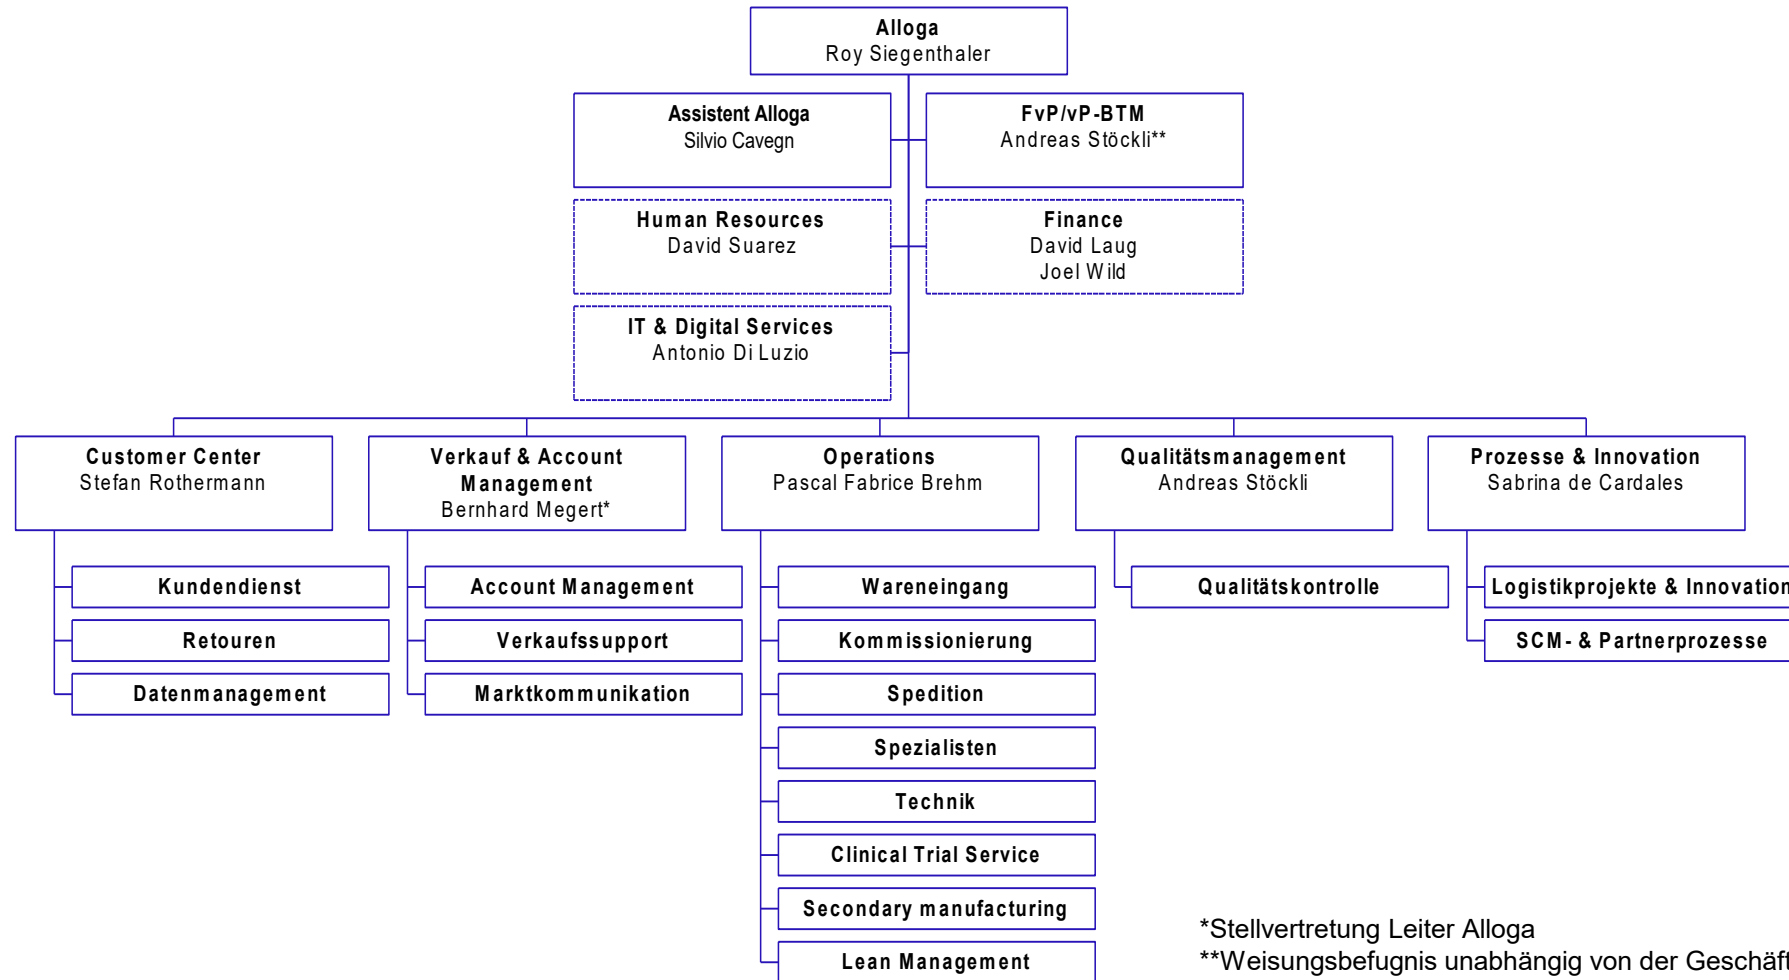 Alloga
Roy Siegenthaler
Assistent Alloga
Silvio Cavegn
FvP/vP-BTM
Andreas Stöckli**
Human Resources
David Suarez
Finance
David Laug
Joel Wild
IT & Digital Services
Antonio Di Luzio
Customer Center
Stefan Rothermann
Verkauf & Account
Management
Bernhard Megert*
Operations
Pascal Fabrice Brehm
Qualitätsmanagement
Andreas Stöckli
Prozesse & Innovation
Sabrina de Cardales
Kundendienst
Retouren
Datenmanagement
Account Management
Verkaufssupport
Marktkommunikation
Wareneingang
Kommissionierung
Spedition
Spezialisten
Technik
Clinical Trial Service
Secondary manufacturing
Lean Management
Qualitätskontrolle
Logistikprojekte & Innovation
SCM- & Partnerprozesse
*Stellvertretung Leiter Alloga
**Weisungsbefugnis unabhängig von der Geschäft